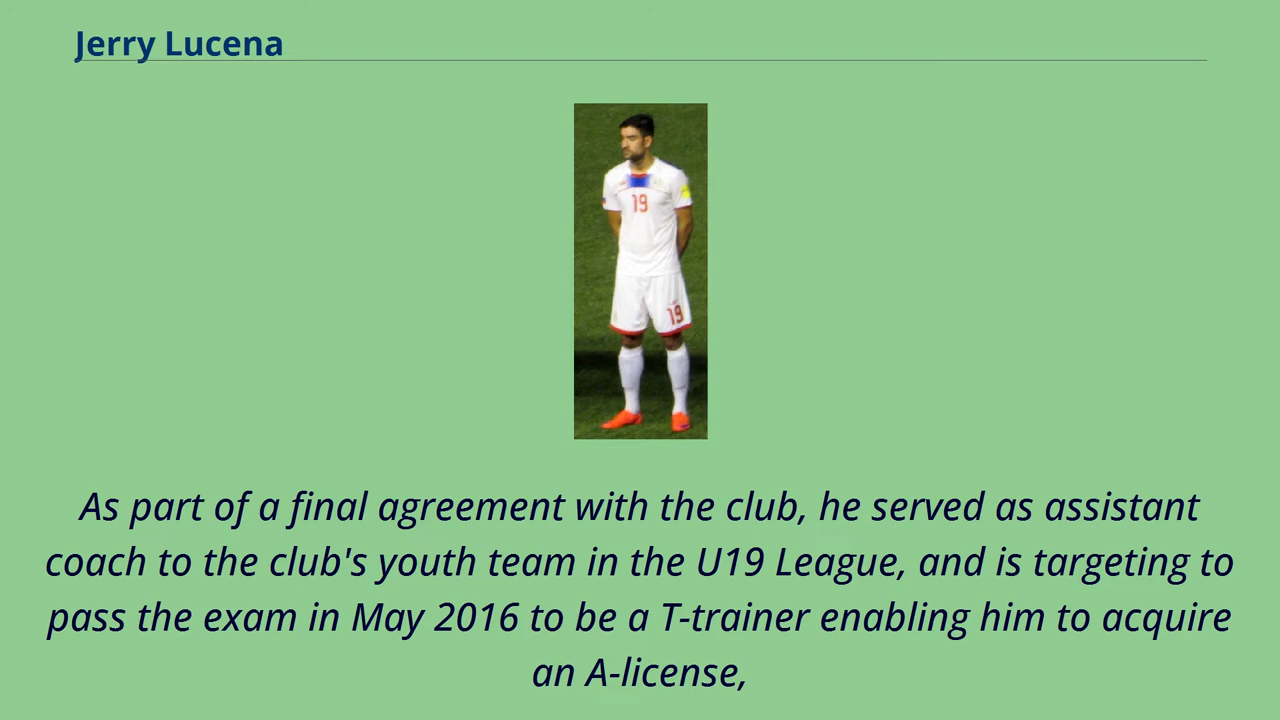 Jerry Lucena
19
19
As part of a final agreement with the club, he served as assistant
coach to the club's youth team in the U19 League, and is targeting to
pass the exam in May 2016 to be a T-trainer enabling him to acquire
an A-license,